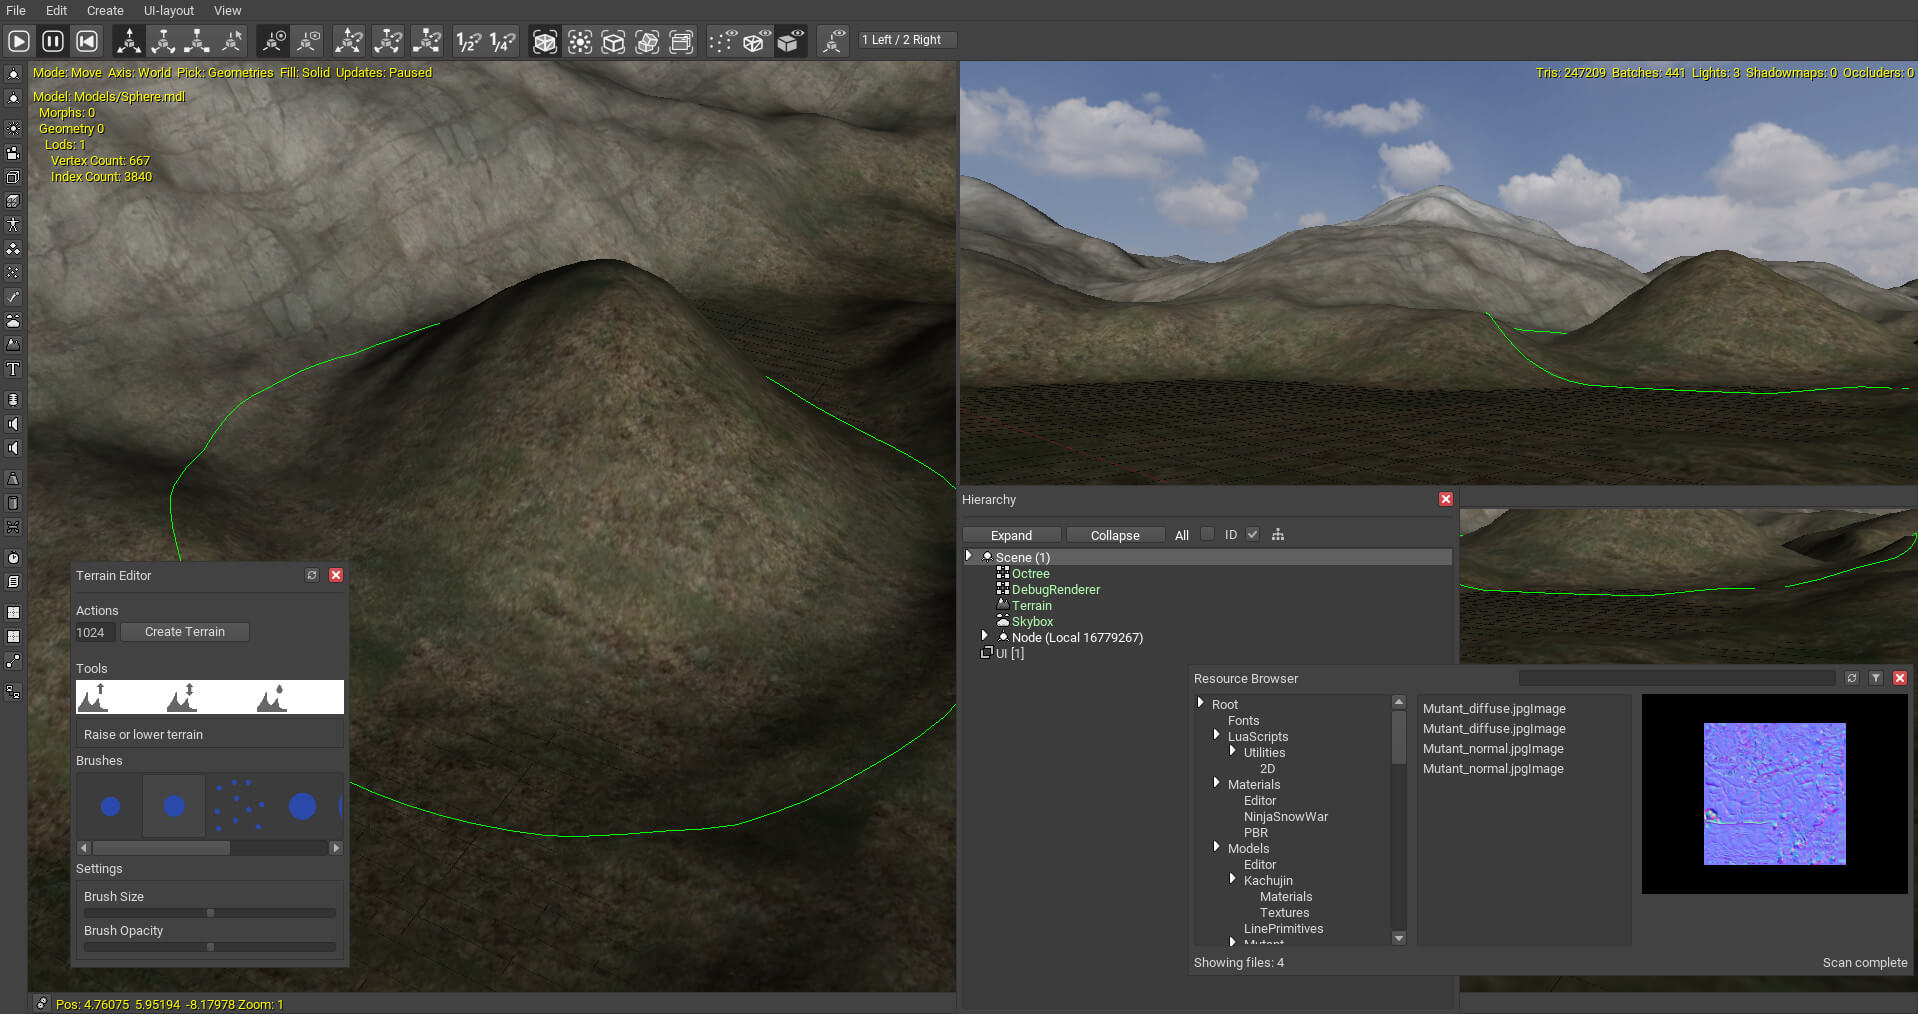 File Edit Create UI-layout View
1/2? 1/4? 1 Left / 2 Right
Mode: Move Axis: World Pick: Geometries Fill: Solid Updates: Paused
Model: Models/Sphere.mdl
Morphs: 0
Geometry 0
Lods: 1
Vertex Count: 667
Index Count: 3840
Tris: 247209 Batches: 441 Lights: 3 Shadowmaps: 0 Occluders: 0
Terrain Editor
Actions
1024 Create Terrain
Tools
Raise or lower terrain
Brushes
Settings
Brush Size
Brush Opacity
Pos: 4.76075 5.95194 -8.17978 Zoom: 1
Hierarchy
Expand Collapse All ID
Scene (1)
Octree
DebugRenderer
Terrain
Skybox
Node (Local 16779267)
UI [1]
Resource Browser
Root
Fonts
LuaScripts
Utilities
2D
Materials
Editor
NinjaSnowWar
PBR
Models
Editor
Kachujin
Materials
Textures
LinePrimitives
Mutant
Mutant_diffuse.jpgImage
Mutant_diffuse.jpgImage
Mutant_normal.jpgImage
Mutant_normal.jpgImage
Showing files: 4
Scan complete